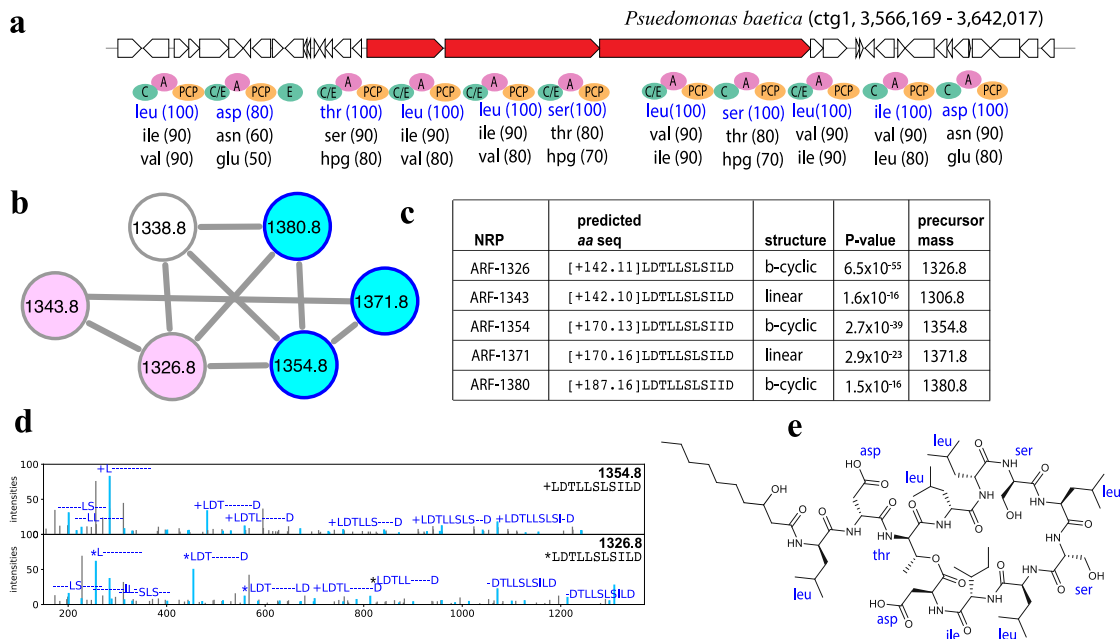 a
Psuedomonas baetica (ctg1, 3,566,169 - 3,642,017)
C A PCP C/E A PCP E C/E A PCP C/E A PCP C/E A PCP C/E A PCP C/E A PCP C A PCP C/E A PCP C A PCP C A PCP
leu (100) asp (80) thr (100) leu (100) leu (100) ser(100) leu(100) ser (100) leu(100) ile (100) asp (100)
ile (90) asn (60) ser (90) ile (90) ile (90) thr (80) val (90) thr (80) val (90) val (90) asn (90)
val (90) glu (50) hpg (80) val (80) val (80) hpg (70) ile (90) hpg (70) ile (90) leu (80) glu (80)
b
1338.8
1380.8
1343.8
1371.8
1326.8
1354.8
c
NRP predicted aa seq structure P-value precursor mass
ARF-1326 [+142.11]LDTLLSLSILD b-cyclic 6.5x10-55 1326.8
ARF-1343 [+142.10]LDTLLSLSILD linear 1.6x10-16 1306.8
ARF-1354 [+170.13]LDTLLSLSIID b-cyclic 2.7x10-39 1354.8
ARF-1371 [+170.16]LDTLLSLSIID linear 2.9x10-23 1371.8
ARF-1380 [+187.16]LDTLLSLSIID b-cyclic 1.5x10-16 1380.8
d
100
50
0
intensities
+L----------
1354.8
+LDTLLSLSILD
----LS----
---LL-----
+LDT-------D
+LDTL------D
+LDTLLS---D
+LDTLLSLS--D
+LDTLLSLSI-D
100
50
0
intensities
*L----------
1326.8
*LDTLLSLSILD
*LDT-------D
*LDTLL----D
-DTLLSLSILD
*LDT-----LD
+LDTL------D
-DTLLSLSILD
200 400 600 800 1000 1200
e
asp
leu
leu
ser
leu
thr
leu
asp
ile
leu
ser
OH
HO
O
NH